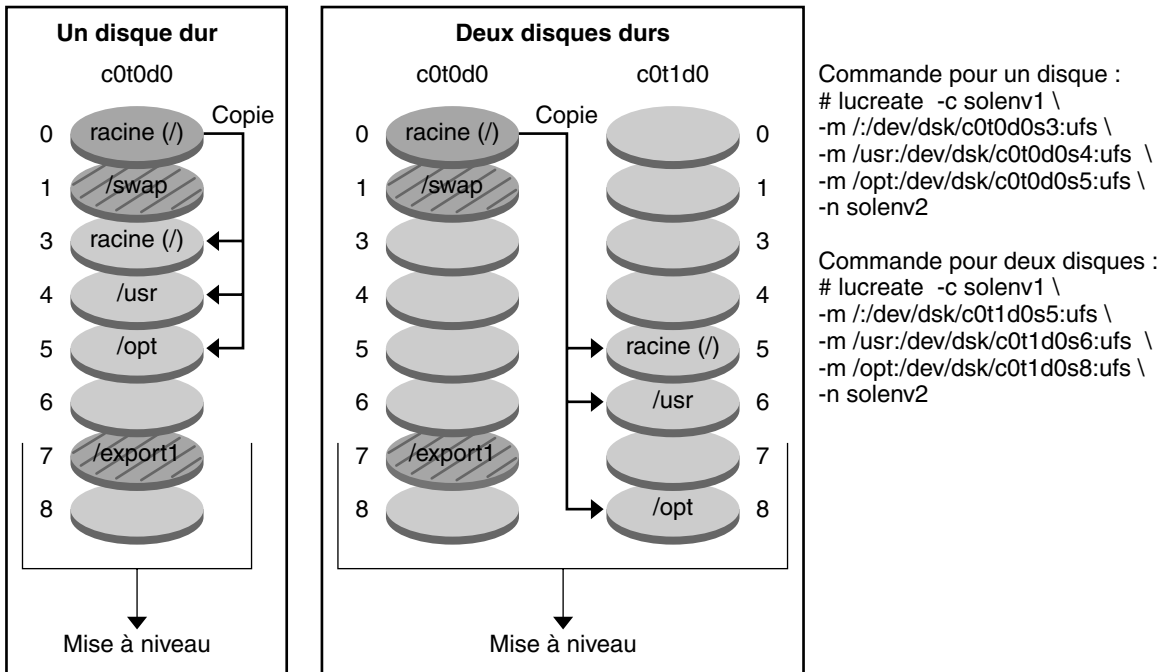 Un disque dur
c0t0d0
Copie
0 racine (/)
1 /swap
3 racine (/)
4 /usr
5 /opt
6
7 /export1
8
Mise à niveau
Deux disques durs
c0t0d0 c0t1d0
Copie
0 racine (/) 0
1 /swap 1
3 3
4 4
5 racine (/) 5
6 /usr 6
7 /export1 7
8 /opt 8
Mise à niveau
Commande pour un disque :
# lucreate -c solenv1 \
-m /:/dev/dsk/c0t0d0s3:ufs \
-m /usr:/dev/dsk/c0t0d0s4:ufs \
-m /opt:/dev/dsk/c0t0d0s5:ufs \
-n solenv2
Commande pour deux disques :
# lucreate -c solenv1 \
-m /:/dev/dsk/c0t1d0s5:ufs \
-m /usr:/dev/dsk/c0t1d0s6:ufs \
-m /opt:/dev/dsk/c0t1d0s8:ufs \
-n solenv2